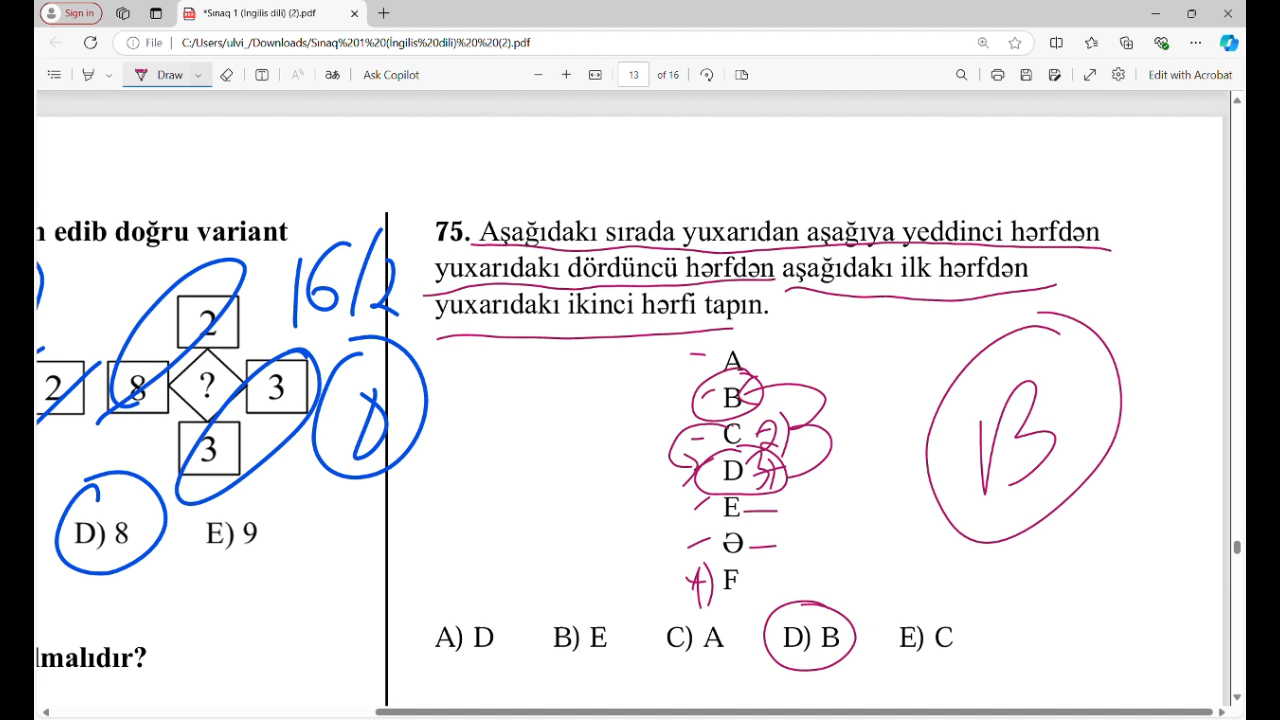 Sign in
*Sınaq 1 (İngilis dili) (2).pdf
File
C:/Users/ulvi_/Downloads/Sınaq%201%20(İngilis%20dili)%20%20(2).pdf
Draw
Ask Copilot
13 of 16
Edit with Acrobat
n edib doğru variant
16/2
2
2 8 ? 3
3
D) 8 E) 9
lmalıdır?
75. Aşağıdakı sırada yuxarıdan aşağıya yeddinci hərfdən
yuxarıdakı dördüncü hərfdən aşağıdakı ilk hərfdən
yuxarıdakı ikinci hərfi tapın.
A
B
C
D
E
Ə
F
B
A) D B) E C) A D) B E) C